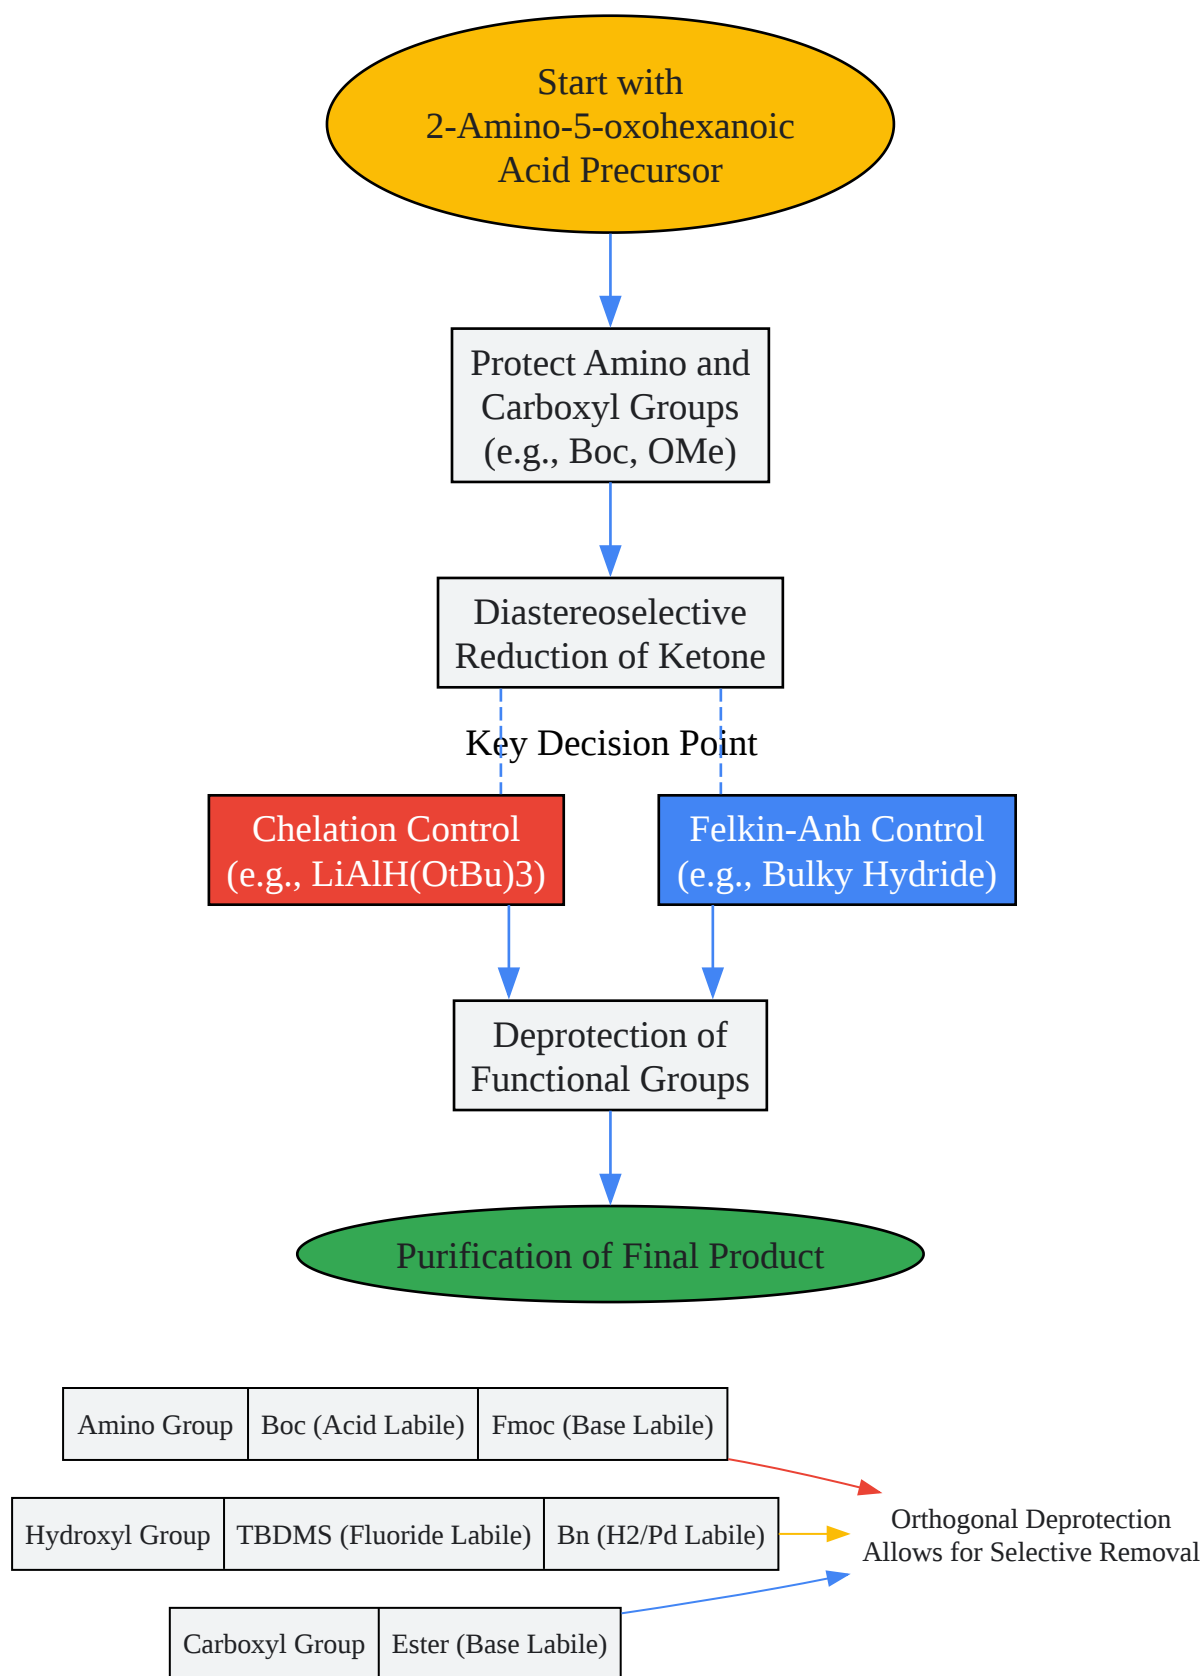 Start with
2-Amino-5-oxohexanoic
Acid Precursor
Protect Amino and
Carboxyl Groups
(e.g., Boc, OMe)
Diastereoselective
Reduction of Ketone
Key Decision Point
Chelation Control
(e.g., LiAlH(OtBu)3)
Felkin-Anh Control
(e.g., Bulky Hydride)
Deprotection of
Functional Groups
Purification of Final Product
Amino Group
Boc (Acid Labile)
Fmoc (Base Labile)
Hydroxyl Group
TBDMS (Fluoride Labile)
Bn (H2/Pd Labile)
Carboxyl Group
Ester (Base Labile)
Orthogonal Deprotection
Allows for Selective Removal